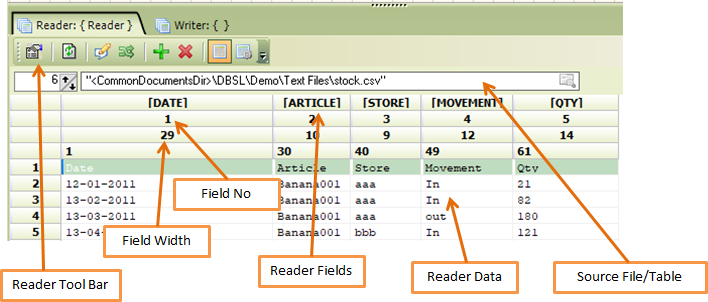 Reader: { Reader } Writer: { }
6 "<CommonDocumentsDir>\DBSL\Demo\Text Files\stock.csv"
[DATE] [ARTICLE] [STORE] [MOVEMENT] [QTY]
1 2 3 4 5
29 10 9 12 14
1 30 40 49 61
1 Date Article Store Movement Qty
2 12-01-2011 Banana001 aaa In 21
3 13-02-2011 Banana001 aaa In 82
4 13-03-2011 Banana001 aaa out 180
5 13-04- Banana001 bbb In 121
Field No
Field Width
Reader Tool Bar
Reader Fields
Reader Data
Source File/Table